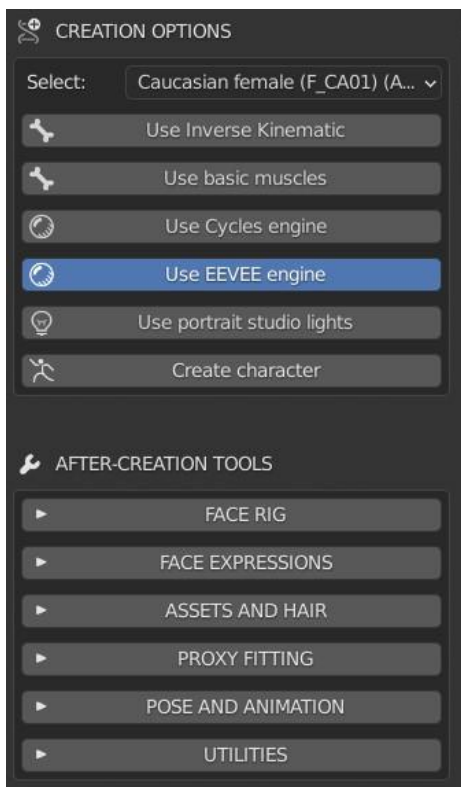 CREATION OPTIONS
Select: Caucasian female (F_CA01) (A...
Use Inverse Kinematic
Use basic muscles
Use Cycles engine
Use EEVEE engine
Use portrait studio lights
Create character
AFTER-CREATION TOOLS
FACE RIG
FACE EXPRESSIONS
ASSETS AND HAIR
PROXY FITTING
POSE AND ANIMATION
UTILITIES